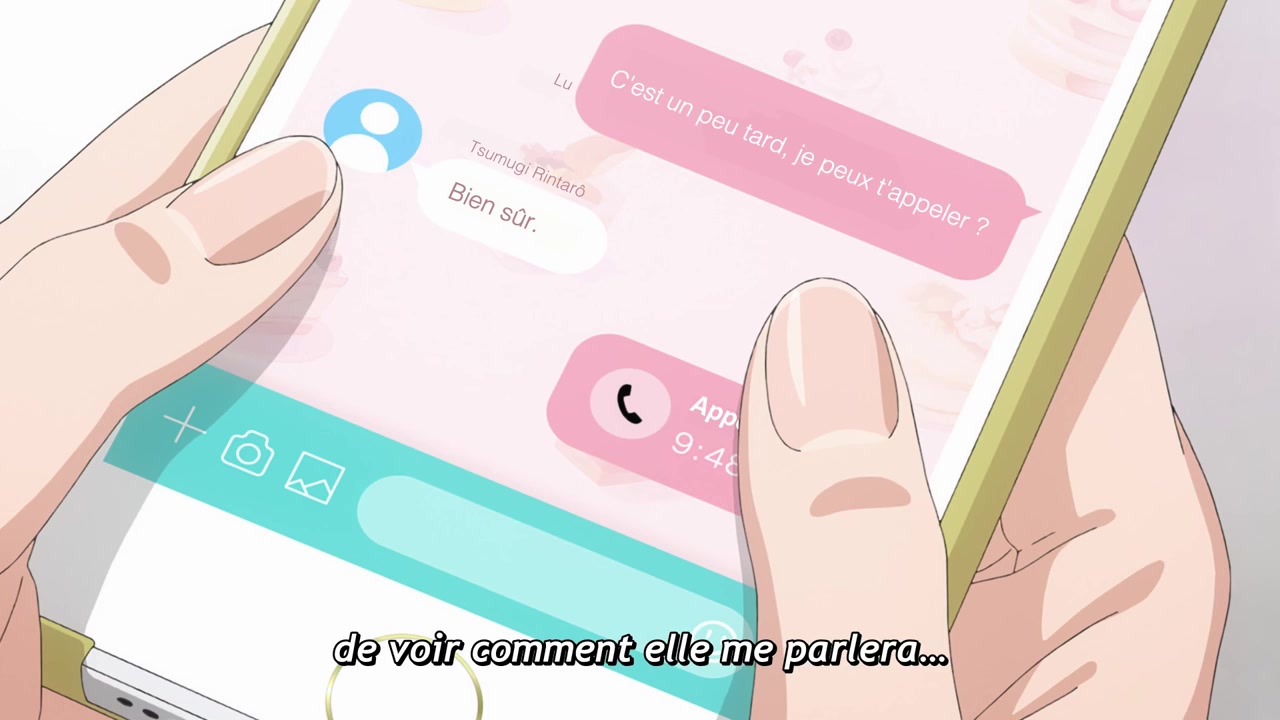 C'est un peu tard, je peux t'appeler ?
Lu
Tsumugi Rintarô
Bien sûr.
9:48
de voir comment elle me parlera...